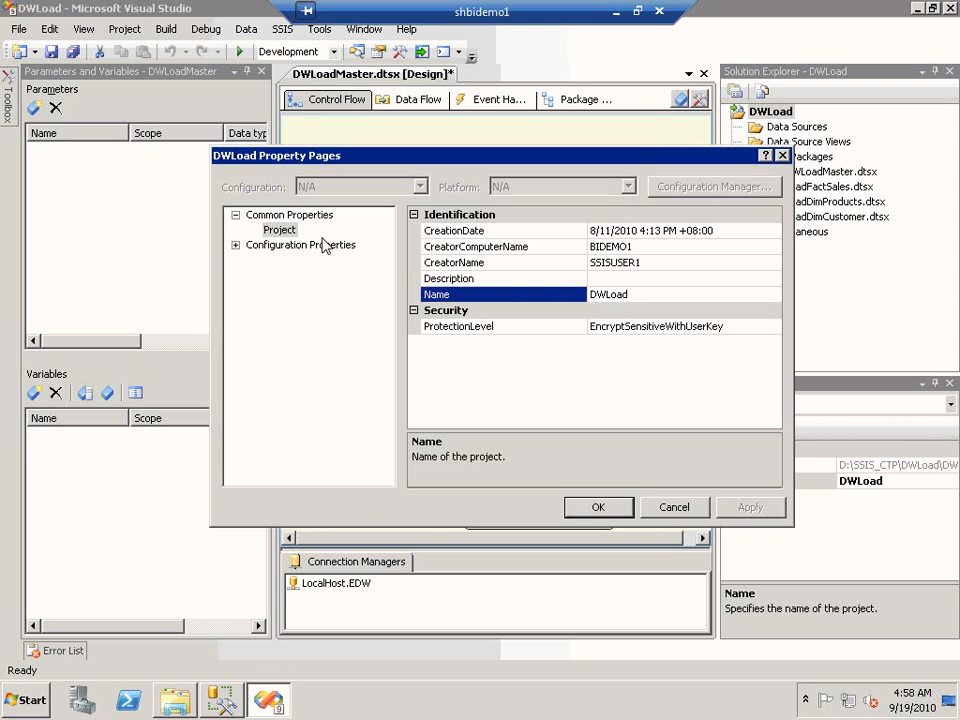 DWLoad - Microsoft Visual Studio
shbidemo1
File Edit View Project Build Debug Data SSIS Tools Window Help
Development
Parameters and Variables - DWLoadMaster
DWLoadMaster.dtsx [Design]*
Solution Explorer - DWLoad
Toolbox
Parameters
Control Flow
Data Flow
Event Ha...
Package ...
Name
Scope
Data typ
DWLoad
Data Sources
Data Source Views
Packages
WLoadMaster.dtsx
adFactSales.dtsx
adDimProducts.dtsx
adDimCustomer.dtsx
aneous
DWLoad Property Pages
Configuration:
N/A
Platform:
N/A
Configuration Manager...
Common Properties
Project
Configuration Properties
Identification
CreationDate
8/11/2010 4:13 PM +08:00
CreatorComputerName
BIDEMO1
CreatorName
SSISUSER1
Description
Name
DWLoad
Security
ProtectionLevel
EncryptSensitiveWithUserKey
Name
Name of the project.
OK
Cancel
Apply
Variables
Name
Scope
D:\SSIS_CTP\DWLoad\DW
DWLoad
Connection Managers
LocalHost.EDW
Name
Specifies the name of the project.
Error List
Ready
Start
4:58 AM
9/19/2010